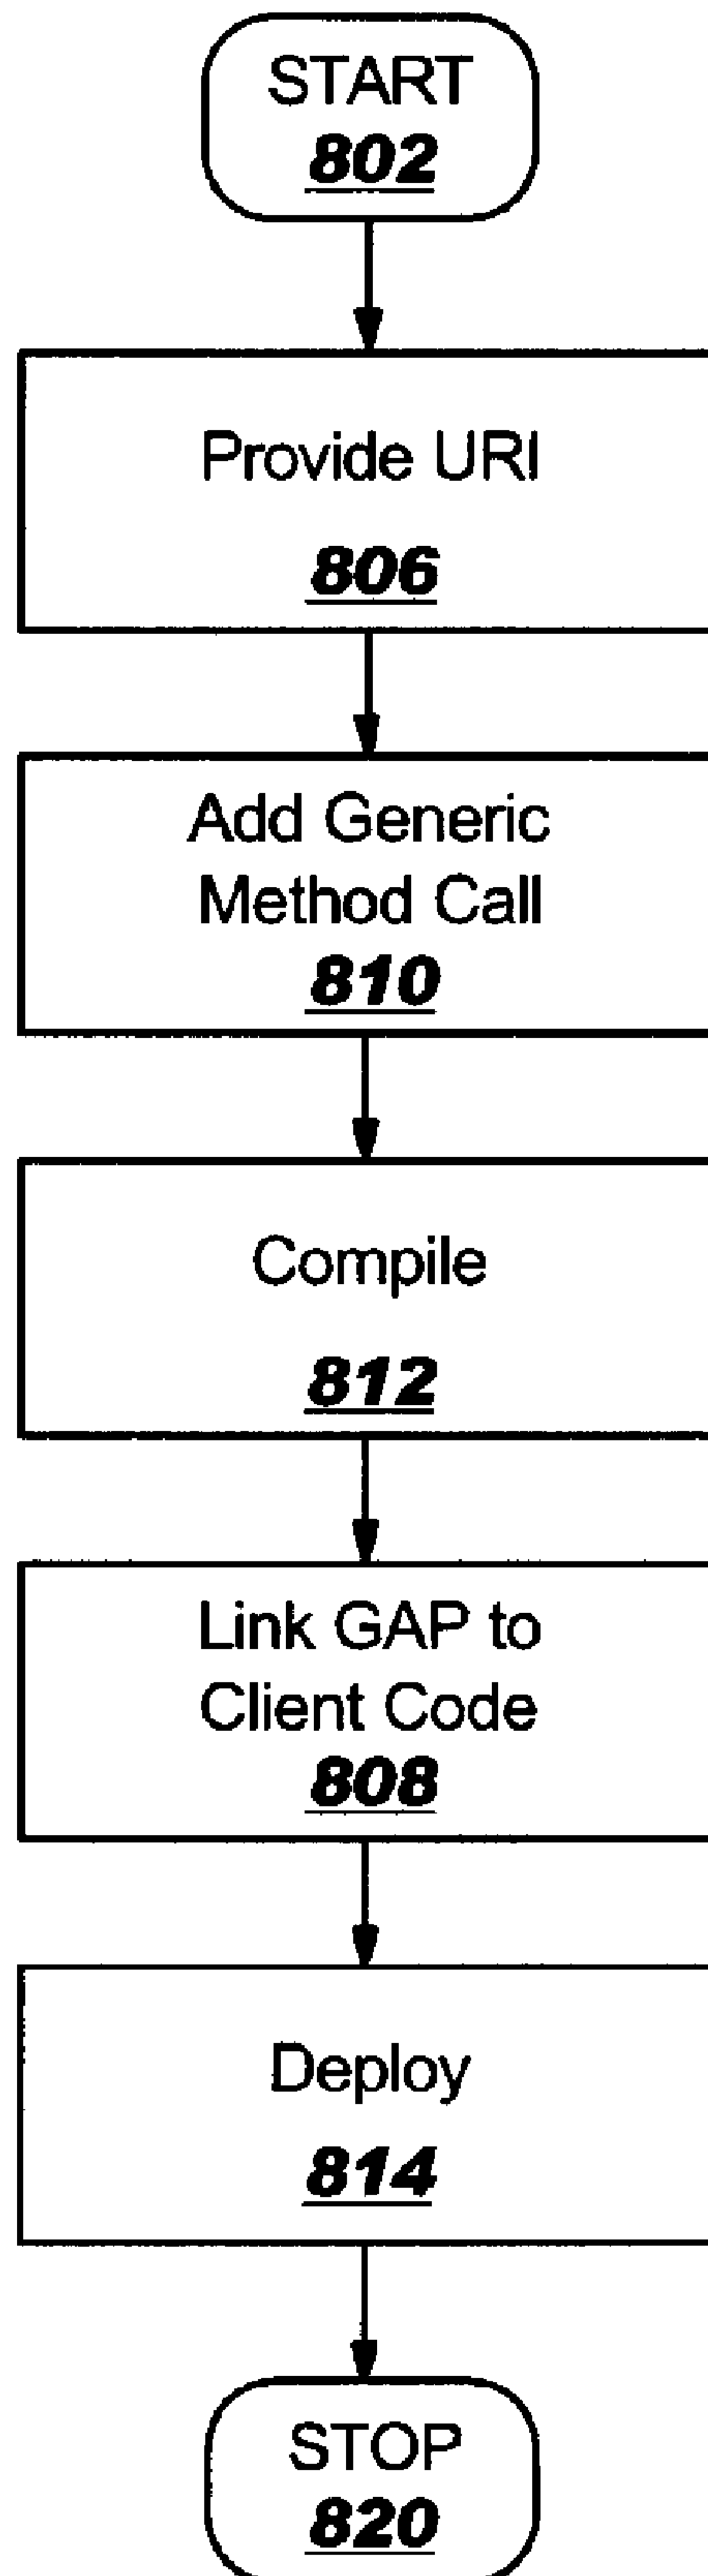 START
802
Provide URI
806
Add Generic
Method Call
810
Compile
812
Link GAP to
Client Code
808
Deploy
814
STOP
820